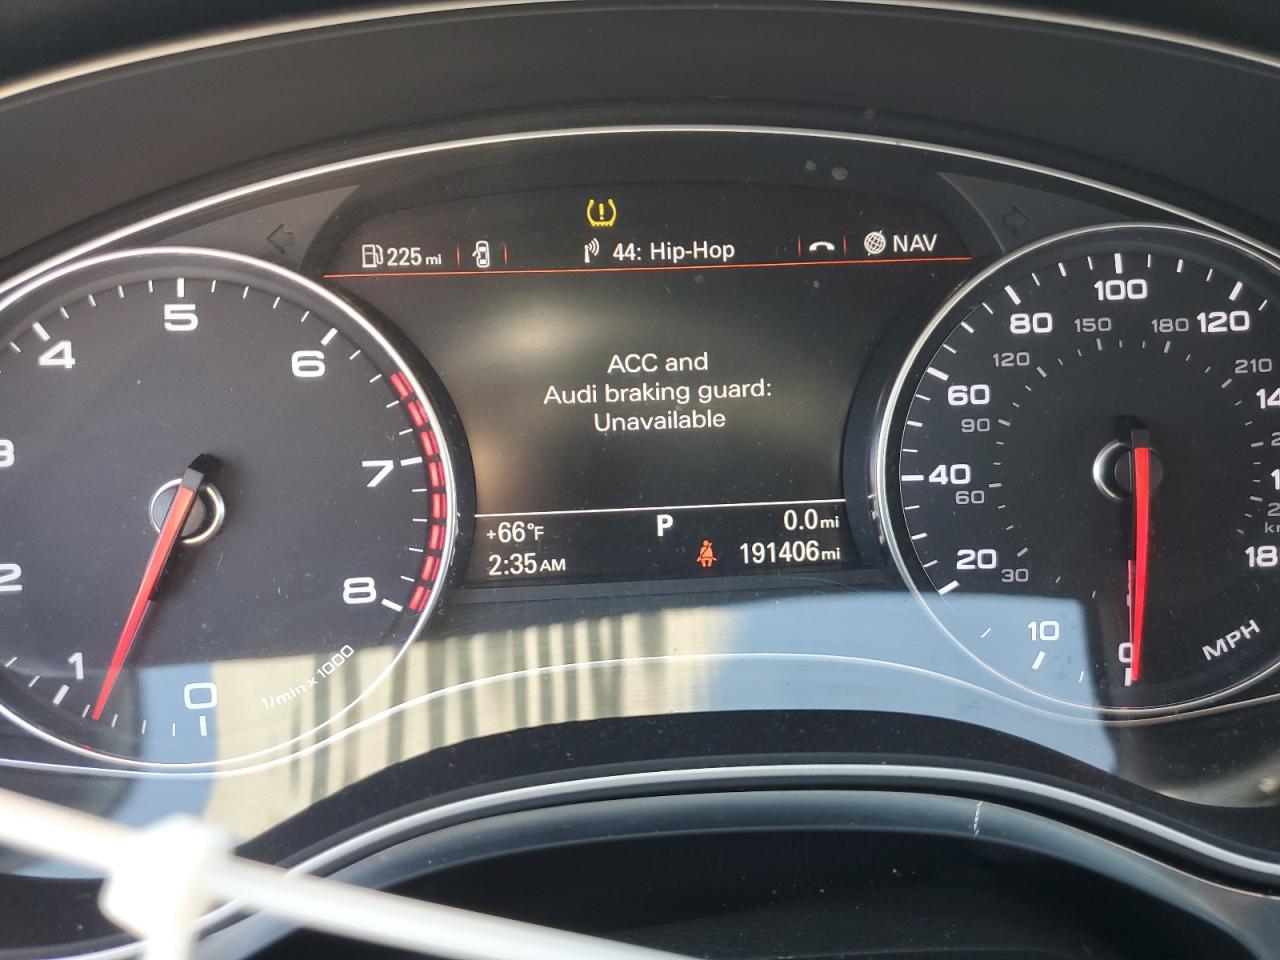 225 mi
44: Hip-Hop
NAV
ACC and
Audi braking guard:
Unavailable
+66°F
P
0.0 mi
2:35 AM
191406 mi
0
1
2
3
4
5
6
7
8
1/min x 1000
0
10
20
40
60
80
100
120
30
60
90
120
150
180
210
MPH